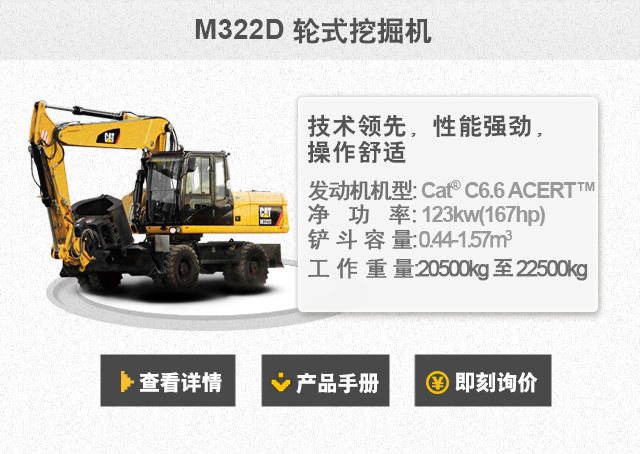 M322D 轮式挖掘机
CAT
CAT
M322D
技术领先，性能强劲，
操作舒适
发动机机型: Cat® C6.6 ACERT™
净 功 率: 123kw(167hp)
铲 斗 容 量: 0.44-1.57m³
工 作 重 量:20500kg 至 22500kg
查看详情
产品手册
即刻询价